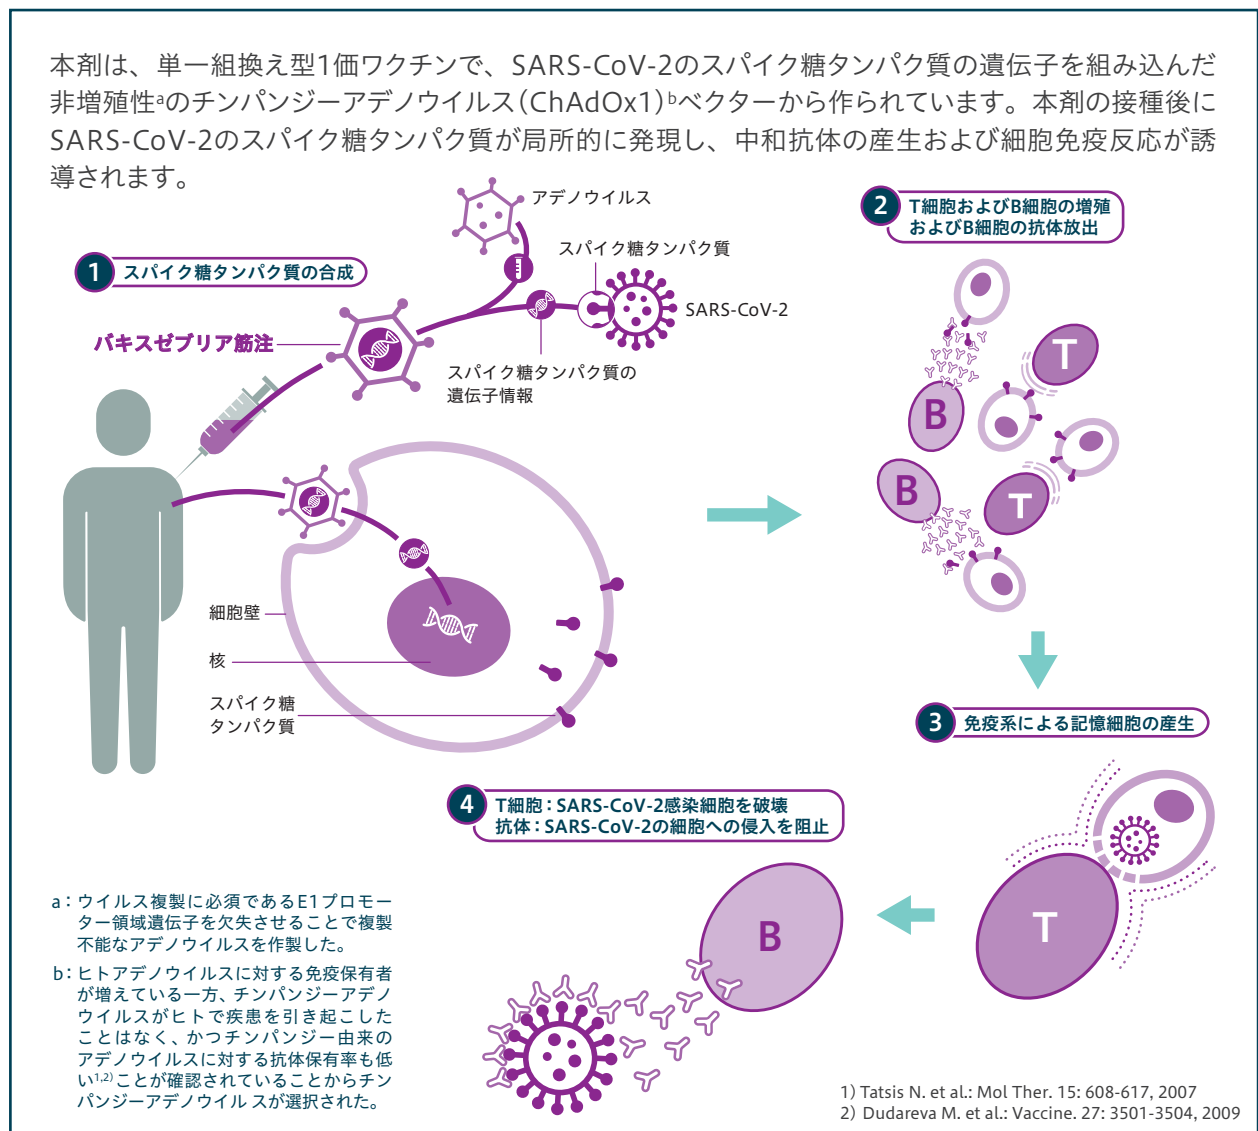 本剤は、単一組換え型1価ワクチンで、SARS-CoV-2のスパイク糖タンパク質の遺伝子を組み込んだ
非増殖性aのチンパンジーアデノウイルス（ChAdOx1）bベクターから作られています。本剤の接種後に
SARS-CoV-2のスパイク糖タンパク質が局所的に発現し、中和抗体の産生および細胞免疫反応が誘
導されます。
1 スパイク糖タンパク質の合成
アデノウイルス
スパイク糖タンパク質
SARS-CoV-2
バキスゼブリア筋注
スパイク糖タンパク質の
遺伝子情報
細胞壁
核
スパイク糖
タンパク質
2 T細胞およびB細胞の増殖
およびB細胞の抗体放出
T
B
B
T
3 免疫系による記憶細胞の産生
T
4 T細胞：SARS-CoV-2感染細胞を破壊
抗体：SARS-CoV-2の細胞への侵入を阻止
B
a：ウイルス複製に必須であるE1プロモー
ター領域遺伝子を欠失させることで複製
不能なアデノウイルスを作製した。
b：ヒトアデノウイルスに対する免疫保有者
が増えている一方、チンパンジーアデノ
ウイルスがヒトで疾患を引き起こした
ことはなく、かつチンパンジー由来の
アデノウイルスに対する抗体保有率も低
い1,2）ことが確認されていることからチン
パンジーアデノウイルスが選択された。
1）Tatsis N. et al.: Mol Ther. 15: 608-617, 2007
2）Dudareva M. et al.: Vaccine. 27: 3501-3504, 2009